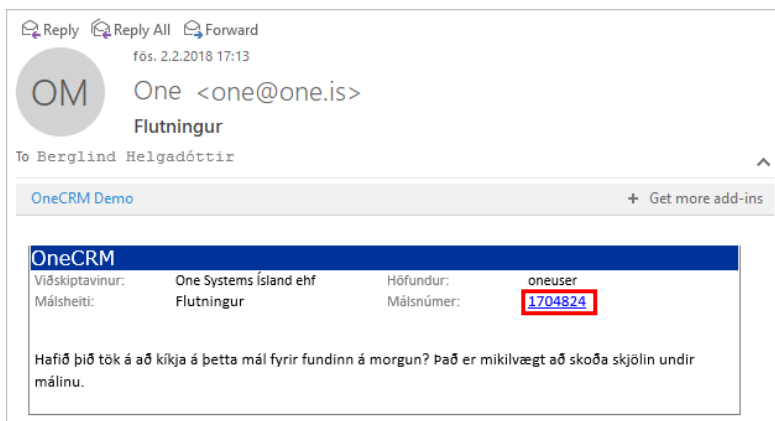 Reply Reply All Forward
fös. 2.2.2018 17:13
OM
One <one@one.is>
Flutningur
To Berglind Helgadóttir
OneCRM Demo + Get more add-ins
OneCRM
Viðskiptavinur: One Systems Ísland ehf Höfundur: oneuser
Málsheiti: Flutningur Málsnúmer: 1704824
Hafið þið tök á að kíkja á þetta mál fyrir fundinn á morgun? Það er mikilvægt að skoða skjölin undir
málinu.